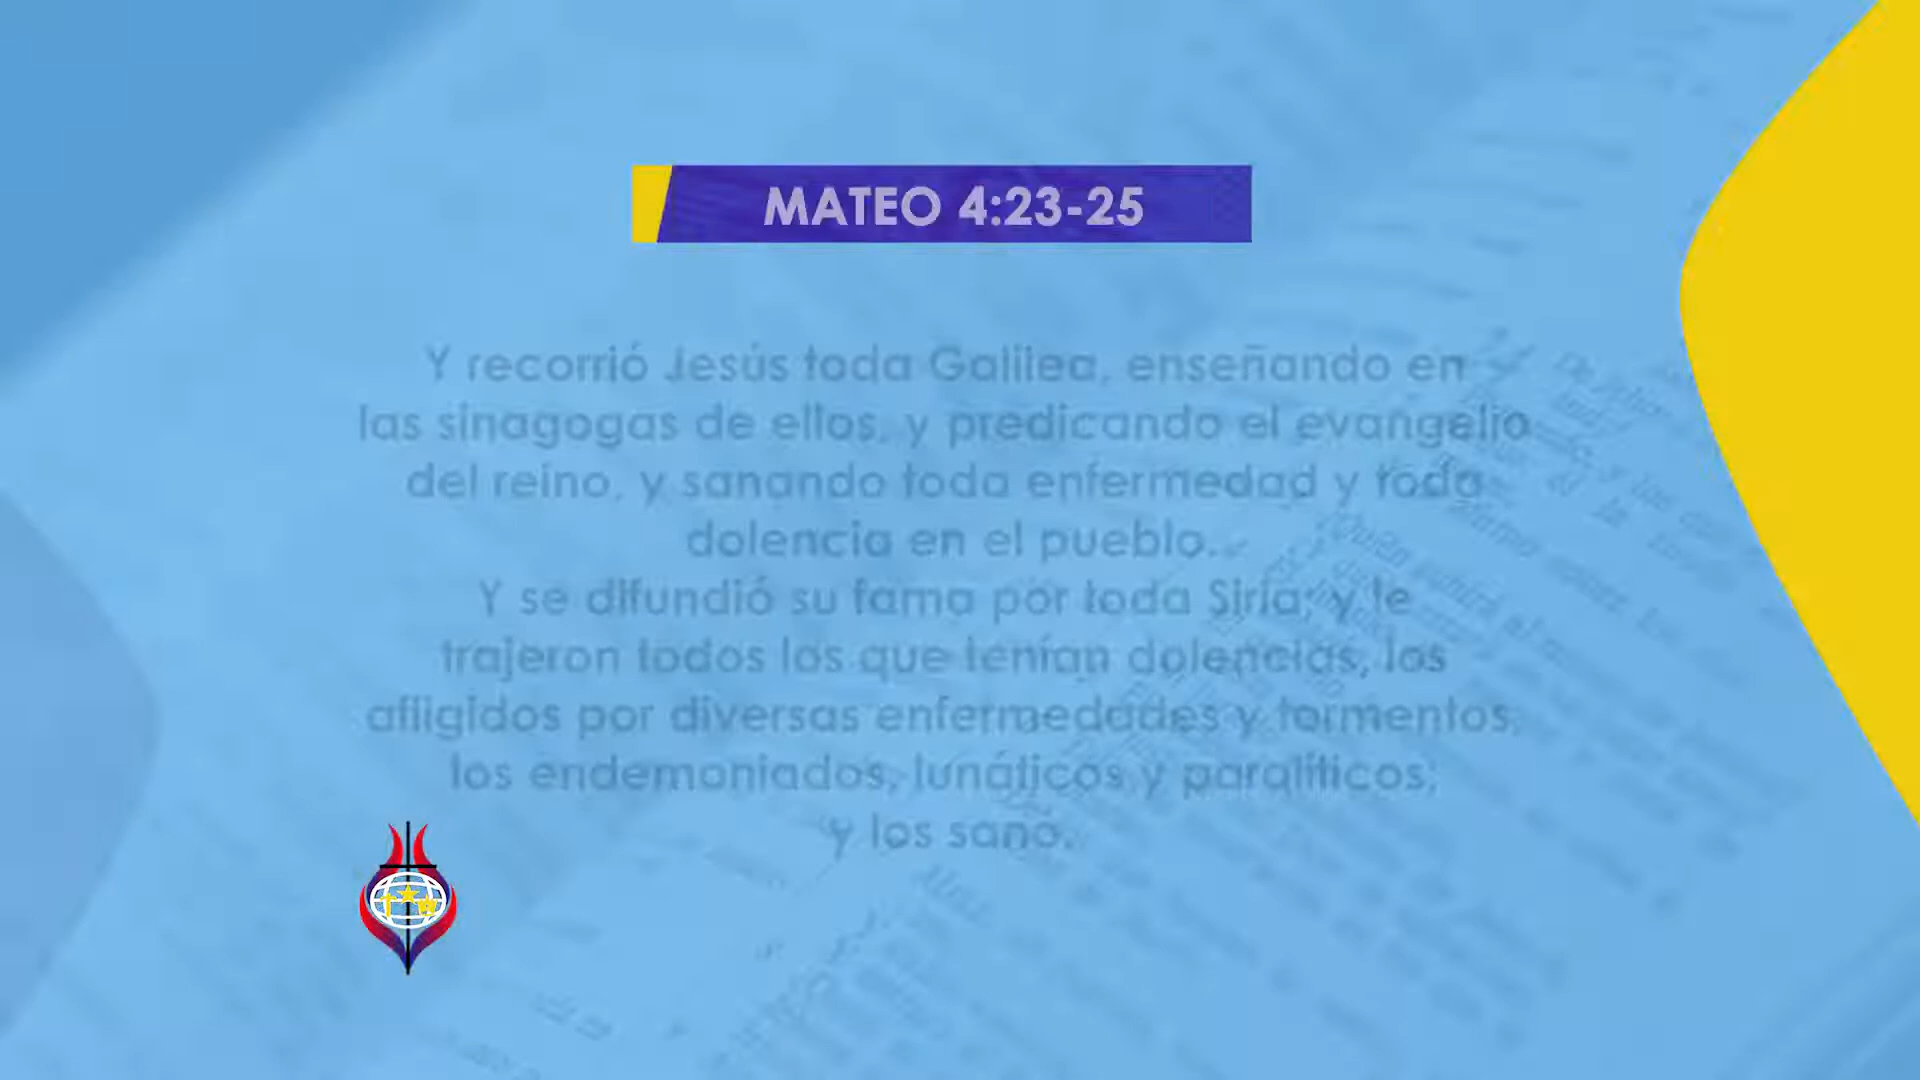 MATEO 4:23-25
Y recorrió Jesús toda Galilea, enseñando en
las sinagogas de ellos, y predicando el evangelio
del reino, y sanando toda enfermedad y toda
dolencia en el pueblo.
Y se difundió su fama por toda Siria; y le
trajeron todos los que tenían dolencias, los
afligidos por diversas enfermedades y tormentos,
los endemoniados, lunáticos y paralíticos;
y los sanó.